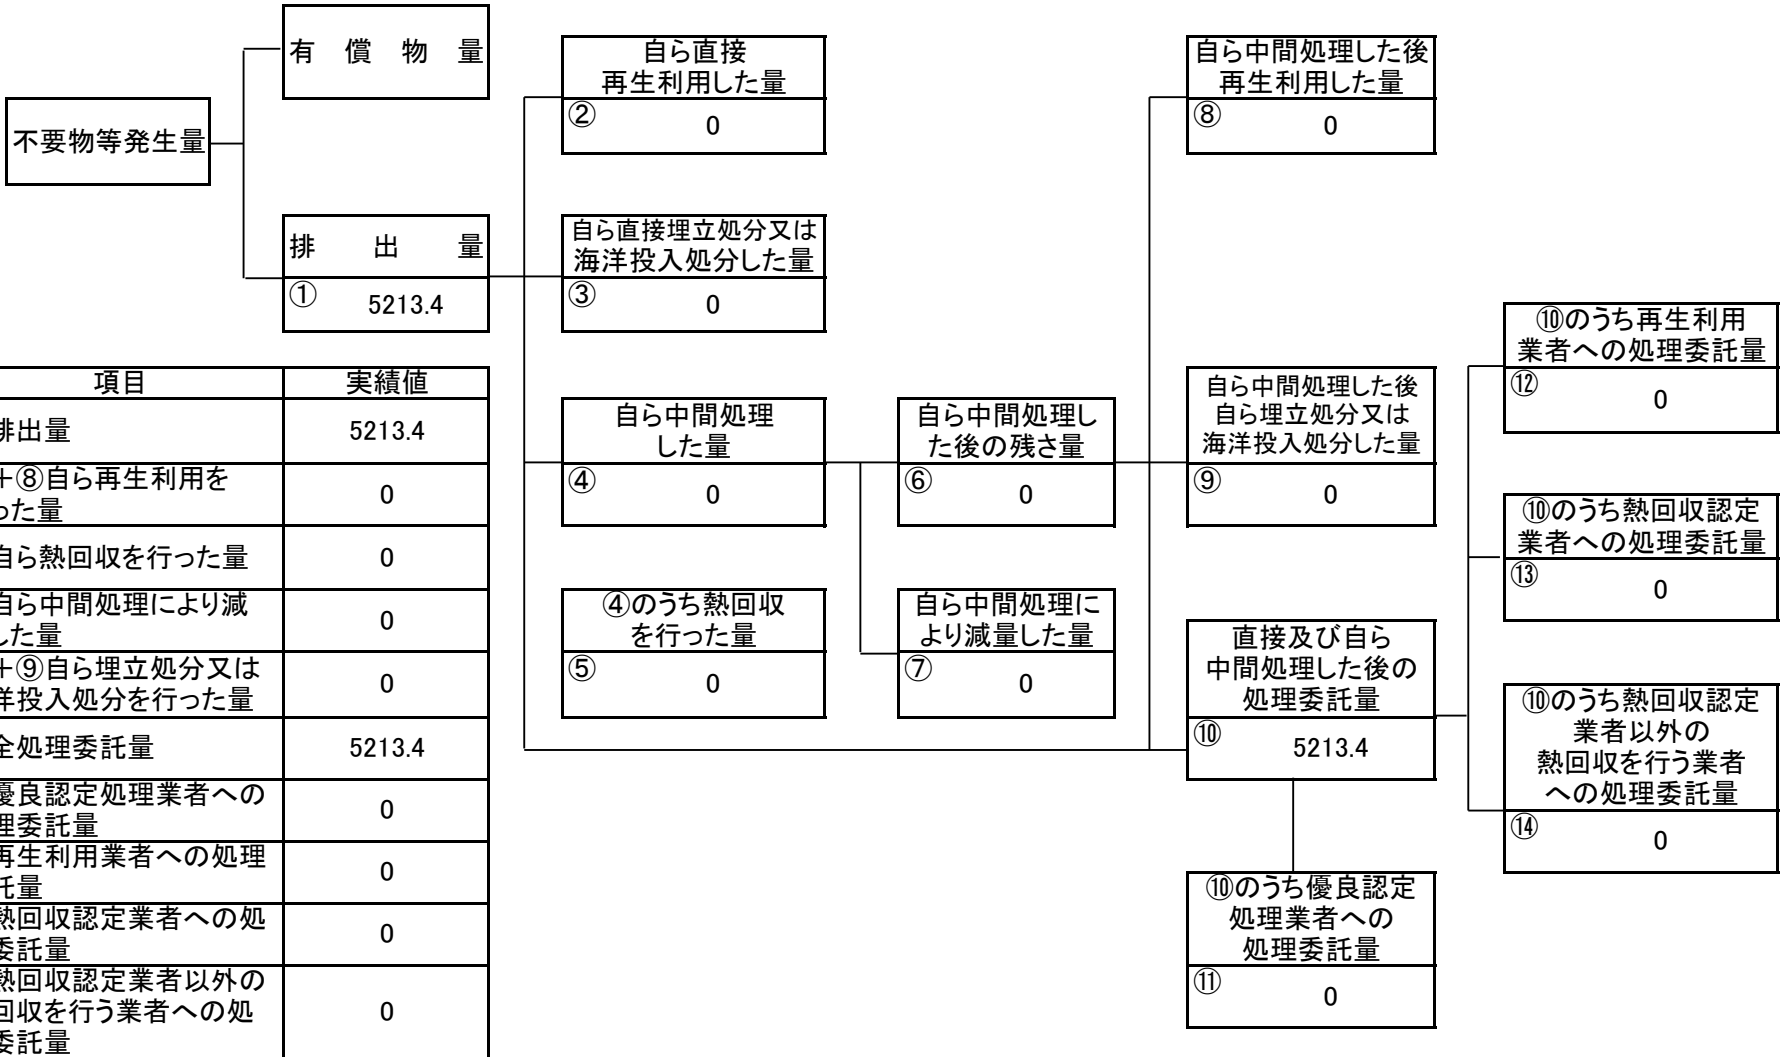 有 償 物 量
不要物等発生量
排 出 量
① 5213.4
自ら直接
再生利用した量
② 0
自ら直接埋立処分又は
海洋投入処分した量
③ 0
自ら中間処理
した量
④ 0
④のうち熱回収
を行った量
⑤ 0
自ら中間処理し
た後の残さ量
⑥ 0
自ら中間処理に
より減量した量
⑦ 0
自ら中間処理した後
再生利用した量
⑧ 0
自ら中間処理した後
自ら埋立処分又は
海洋投入処分した量
⑨ 0
直接及び自ら
中間処理した後の
処理委託量
⑩ 5213.4
⑩のうち優良認定
処理業者への
処理委託量
⑪ 0
⑩のうち再生利用
業者への処理委託量
⑫ 0
⑩のうち熱回収認定
業者への処理委託量
⑬ 0
⑩のうち熱回収認定
業者以外の
熱回収を行う業者
への処理委託量
⑭ 0
項目 実績値
排出量 5213.4
+⑧自ら再生利用を
った量 0
自ら熱回収を行った量 0
自ら中間処理により減
した量 0
+⑨自ら埋立処分又は
洋投入処分を行った量 0
全処理委託量 5213.4
優良認定処理業者への
理委託量 0
再生利用業者への処理
託量 0
熱回収認定業者への処
委託量 0
熱回収認定業者以外の
回収を行う業者への処
委託量 0